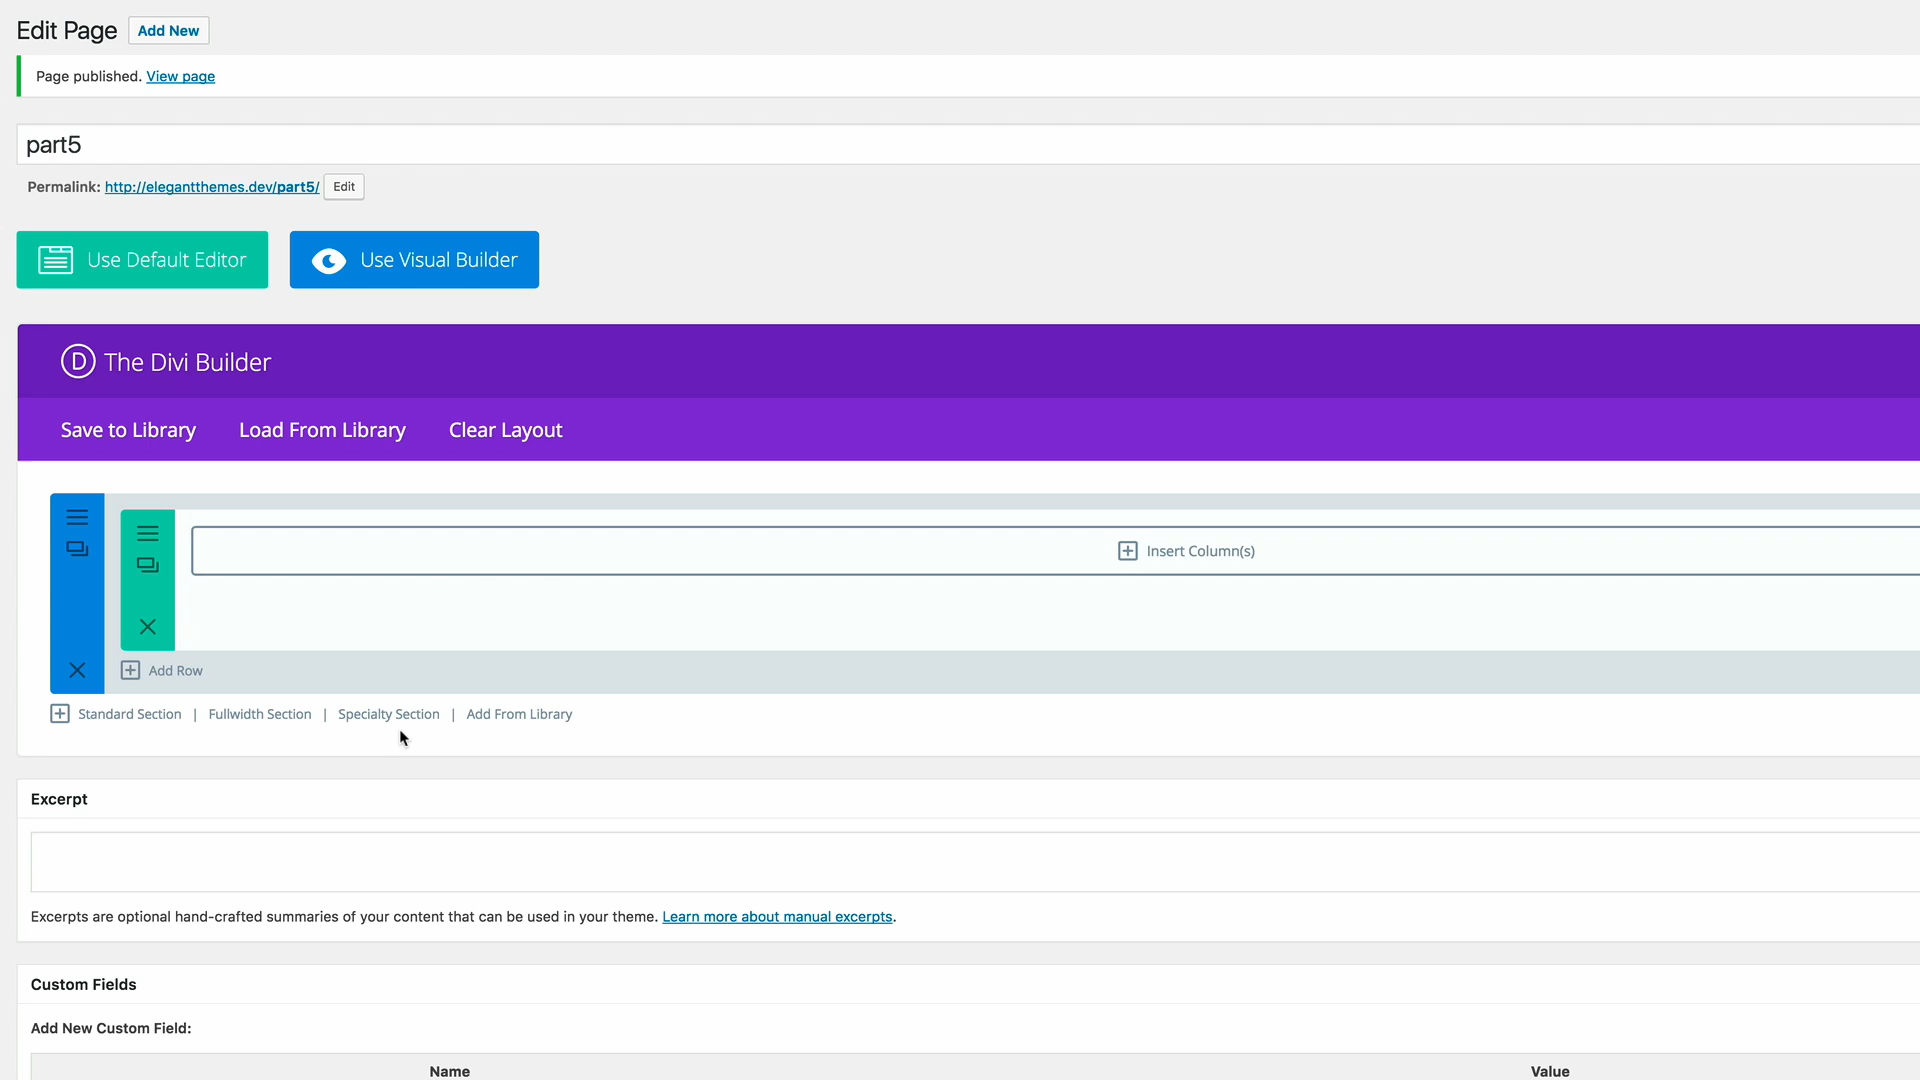 Edit Page Add New
Page published. View page
part5
Permalink: http://elegantthemes.dev/part5/ Edit
Use Default Editor Use Visual Builder
D The Divi Builder
Save to Library Load From Library Clear Layout
Insert Column(s)
Add Row
Standard Section | Fullwidth Section | Specialty Section | Add From Library
Excerpt
Excerpts are optional hand-crafted summaries of your content that can be used in your theme. Learn more about manual excerpts.
Custom Fields
Add New Custom Field:
Name Value